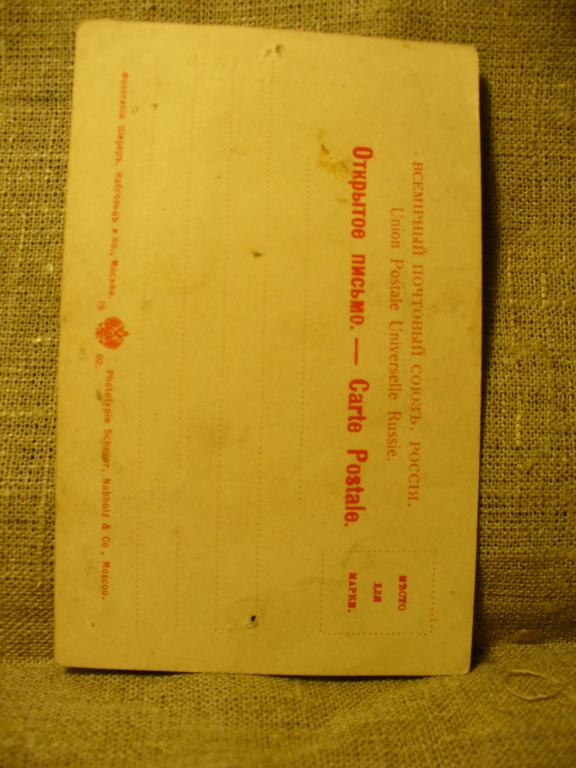 ВСЕМІРНЫЙ ПОЧТОВЫЙ СОЮЗЪ. РОССІЯ.
Union Postale Universelle Russie.
Открытое письмо. — Carte Postale.
МѢСТО
ДЛЯ
МАРКИ.
Фототипія Шереръ, Набгольцъ и Ко., Москва. 19 02. Phototypie Scherer, Nabholz & Co, Moscou.